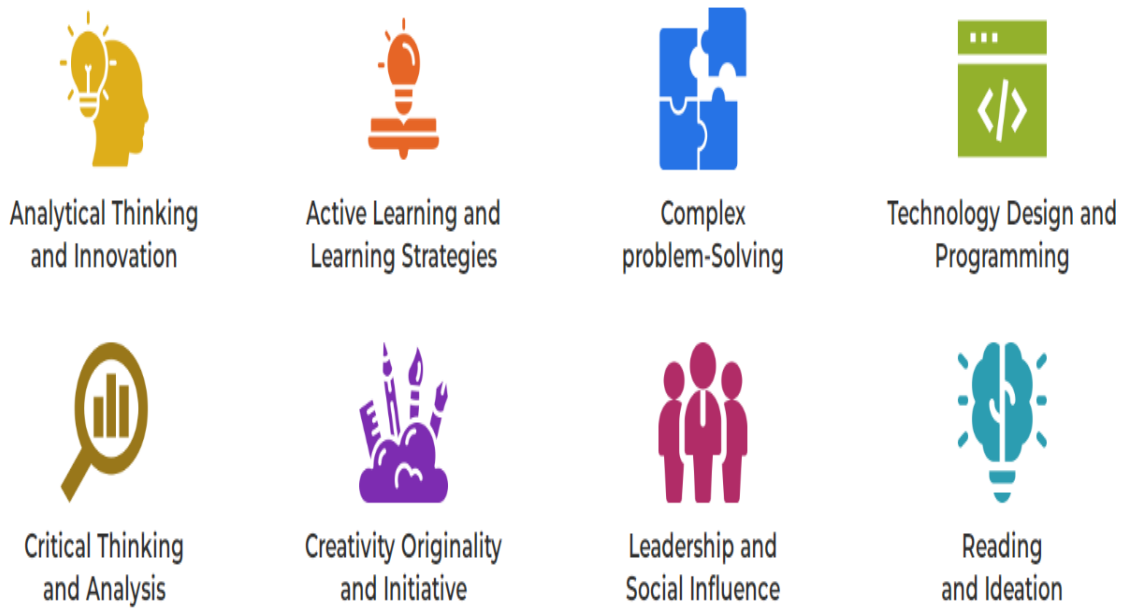 Analytical Thinking
and Innovation
Active Learning and
Learning Strategies
Complex
problem-Solving
Technology Design and
Programming
Critical Thinking
and Analysis
Creativity Originality
and Initiative
Leadership and
Social Influence
Reading
and Ideation